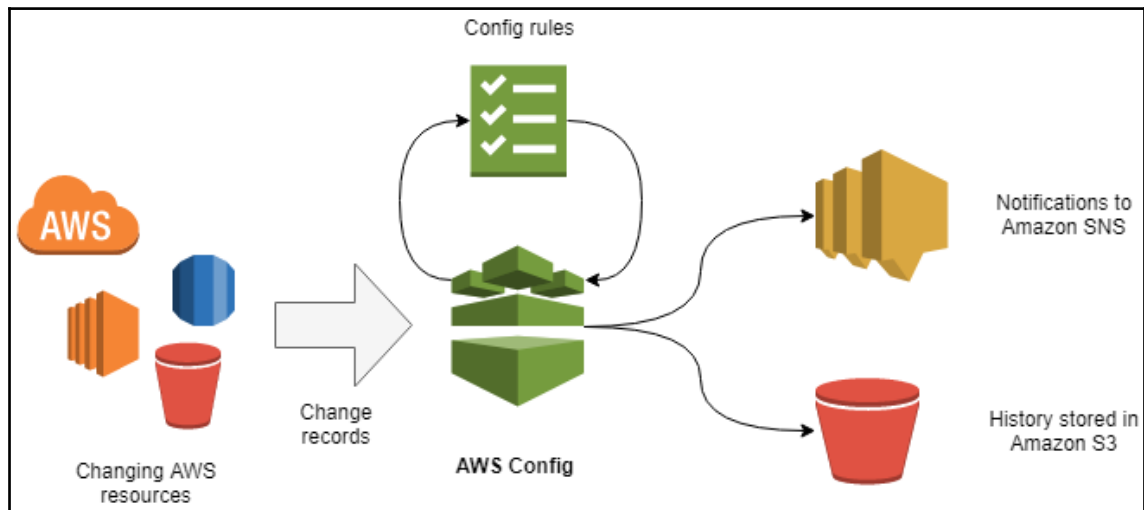 Config rules
AWS
Notifications to
Amazon SNS
Change
records
AWS Config
History stored in
Amazon S3
Changing AWS
resources